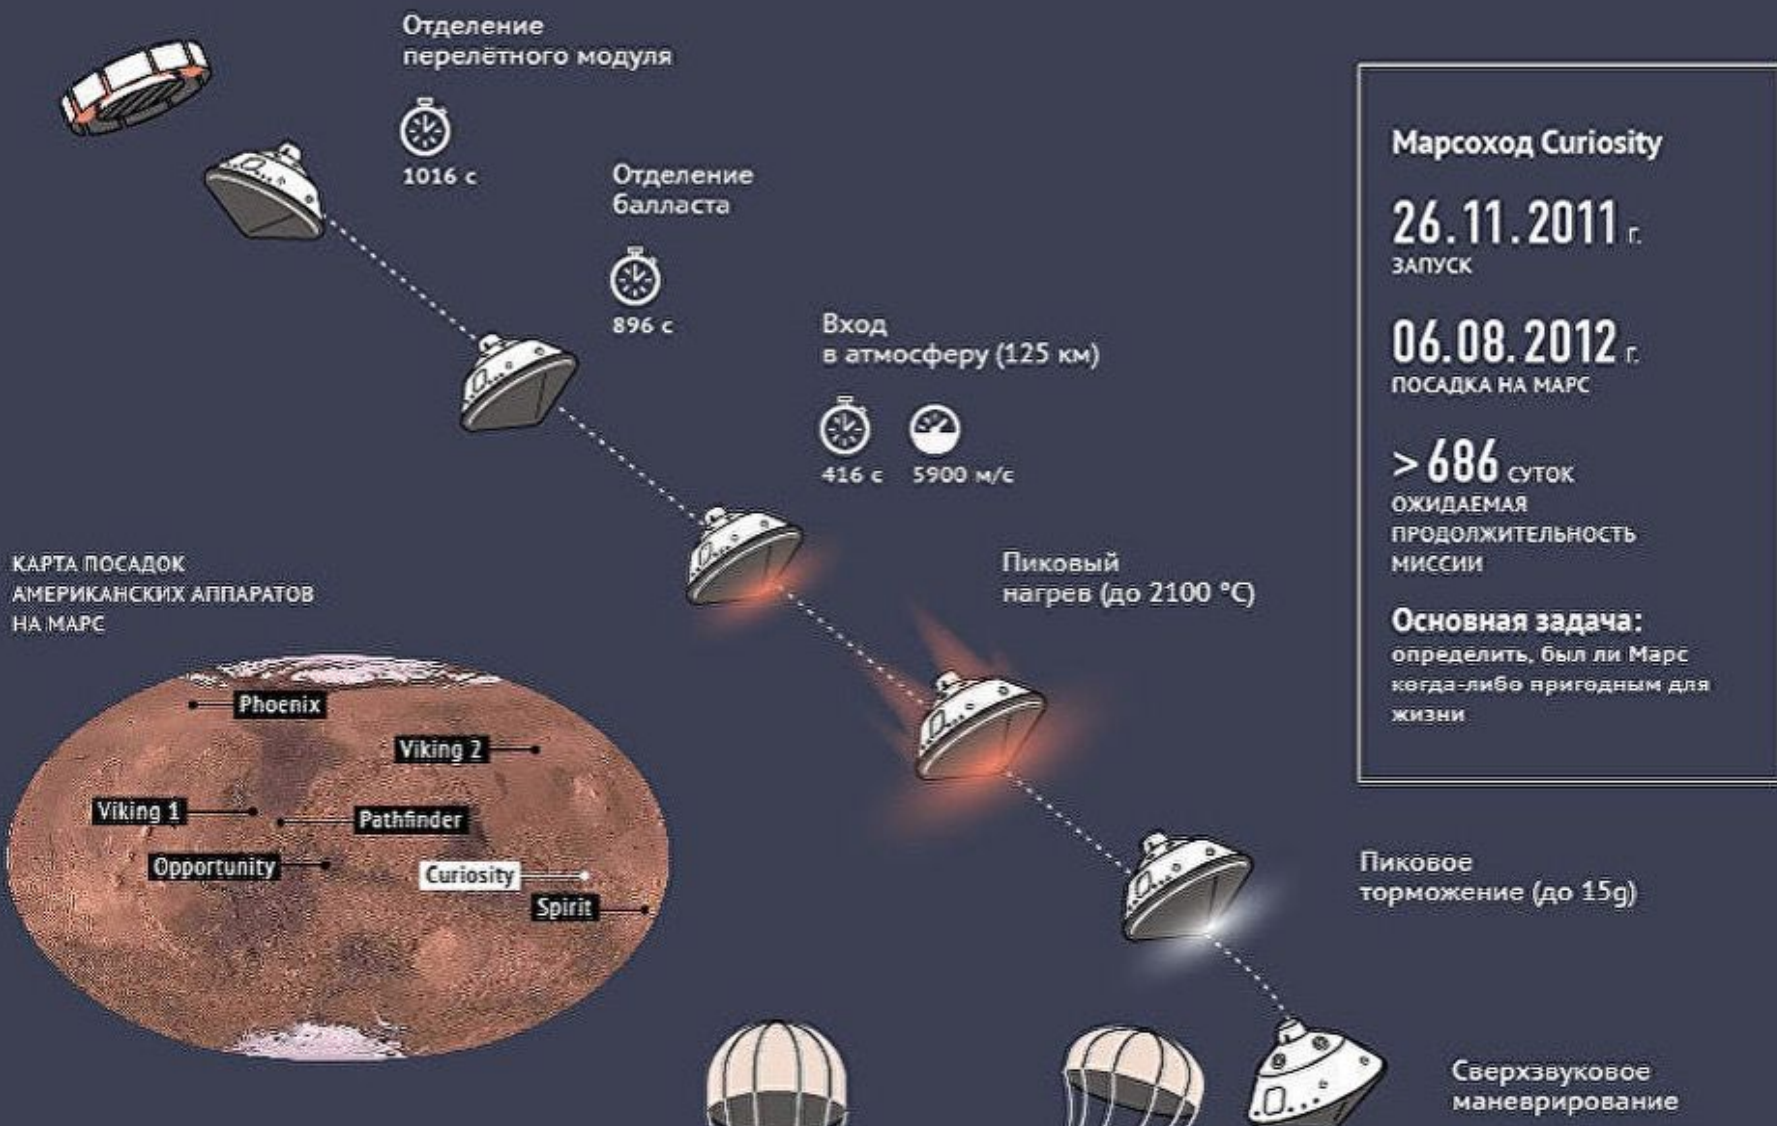 Отделение
перелётного модуля
1016 с
Отделение
балласта
896 с
Вход
в атмосферу (125 км)
416 с
5900 м/с
Пиковый
нагрев (до 2100 °C)
Пиковое
торможение (до 15g)
Сверхзвуковое
маневрирование
Марсоход Curiosity
26.11.2011 г.
ЗАПУСК
06.08.2012 г.
ПОСАДКА НА МАРС
> 686 СУТОК
ОЖИДАЕМАЯ
ПРОДОЛЖИТЕЛЬНОСТЬ
МИССИИ
Основная задача:
определить, был ли Марс
когда-либо пригодным для
жизни
КАРТА ПОСАДОК
АМЕРИКАНСКИХ АППАРАТОВ
НА МАРС
Phoenix
Viking 2
Viking 1
Pathfinder
Opportunity
Curiosity
Spirit